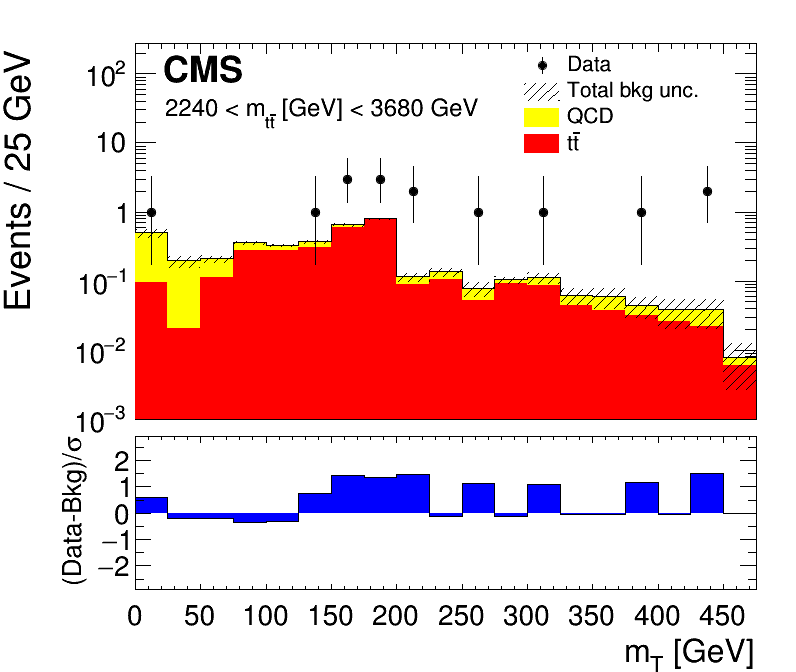 CMS
2240 < m_tt̄ [GeV] < 3680 GeV
Data
Total bkg unc.
QCD
tt̄
Events / 25 GeV
10²
10
1
10⁻¹
10⁻²
10⁻³
(Data-Bkg)/σ
2
1
0
−1
−2
0 50 100 150 200 250 300 350 400 450
m_T [GeV]